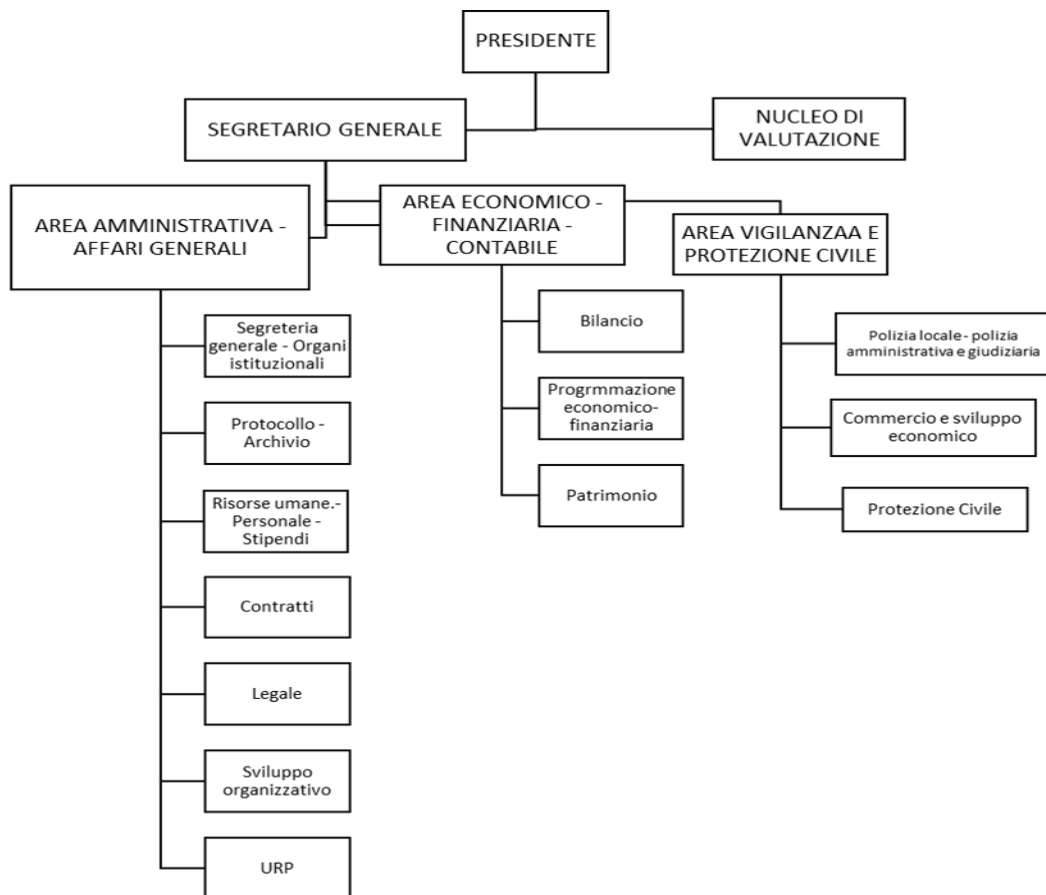 PRESIDENTE
SEGRETARIO GENERALE
NUCLEO DI
VALUTAZIONE
AREA AMMINISTRATIVA -
AFFARI GENERALI
AREA ECONOMICO -
FINANZIARIA -
CONTABILE
AREA VIGILANZAA E
PROTEZIONE CIVILE
Segreteria
generale - Organi
istituzionali
Protocollo -
Archivio
Risorse umane.-
Personale -
Stipendi
Contratti
Legale
Sviluppo
organizzativo
URP
Bilancio
Progrmmazione
economico-
finanziaria
Patrimonio
Polizia locale - polizia
amministrativa e giudiziaria
Commercio e sviluppo
economico
Protezione Civile